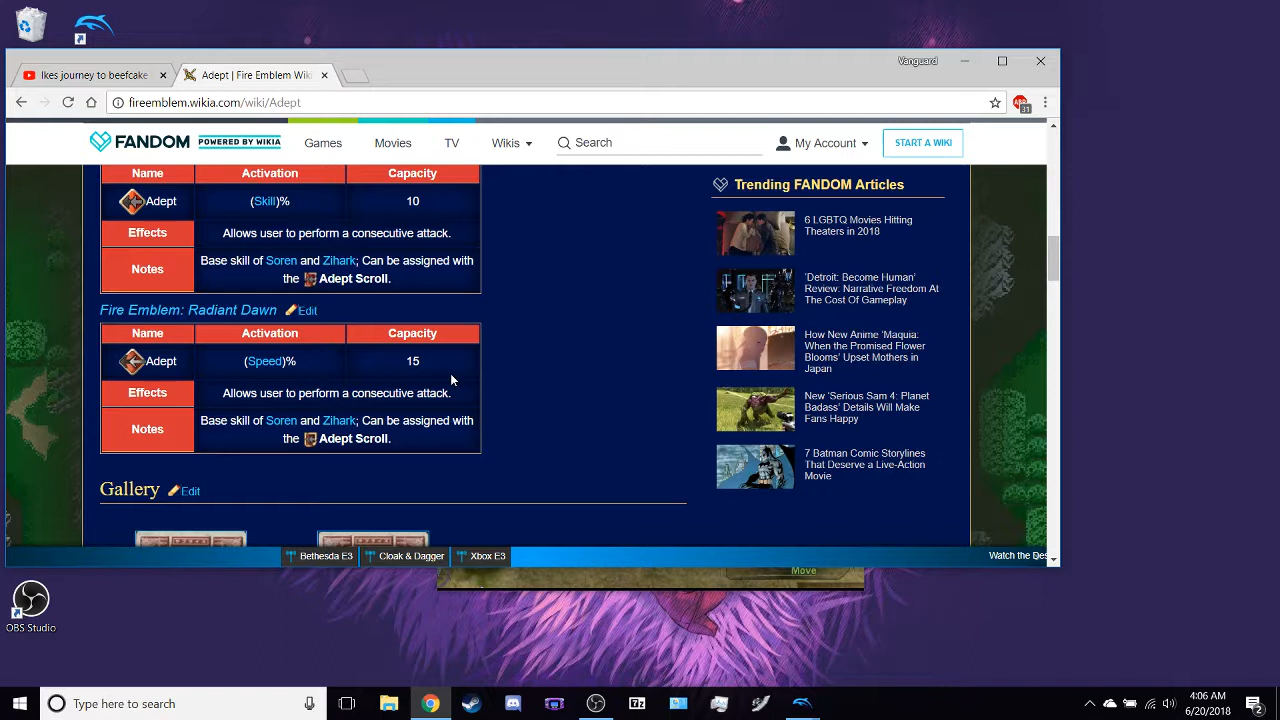 Vanguard
Ikes journey to beefcake
Adept | Fire Emblem Wiki
fireemblem.wikia.com/wiki/Adept
31
FANDOM POWERED BY WIKIA Games Movies TV Wikis Search My Account START A WIKI
Name Activation Capacity
Adept (Skill)% 10
Effects Allows user to perform a consecutive attack.
Notes Base skill of Soren and Zihark; Can be assigned with
the Adept Scroll.
Fire Emblem: Radiant Dawn Edit
Name Activation Capacity
Adept (Speed)% 15
Effects Allows user to perform a consecutive attack.
Notes Base skill of Soren and Zihark; Can be assigned with
the Adept Scroll.
Gallery Edit
Trending FANDOM Articles
6 LGBTQ Movies Hitting
Theaters in 2018
'Detroit: Become Human'
Review: Narrative Freedom At
The Cost Of Gameplay
How New Anime 'Maquia:
When the Promised Flower
Blooms' Upset Mothers in
Japan
New 'Serious Sam 4: Planet
Badass' Details Will Make
Fans Happy
7 Batman Comic Storylines
That Deserve a Live-Action
Movie
Bethesda E3 Cloak & Dagger Xbox E3 Watch the Des
Move
OBS Studio
Type here to search
4:06 AM
6/20/2018
2